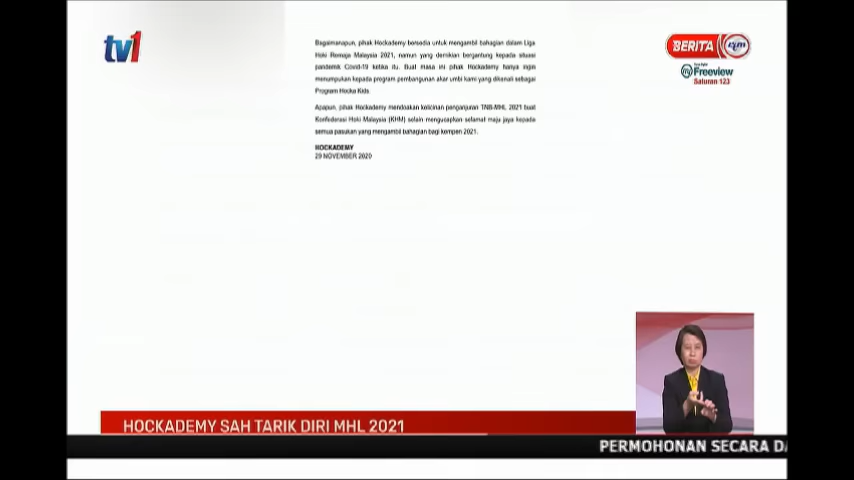 tv1
BERITA rtm
Bagaimanapun, pihak Hockademy bersedia untuk mengambil bahagian dalam Liga
Hoki Remaja Malaysia 2021, namun yang demikian bergantung kepada situasi
pandemik Covid-19 ketika itu. Buat masa ini pihak Hockademy hanya ingin
menumpukan kepada program pembangunan akar umbi kami yang dikenali sebagai
Program Hocka Kids.
Apapun, pihak Hockademy mendoakan kelicinan penganjuran TNB-MHL 2021 buat
Konfederasi Hoki Malaysia (KHM) selain mengucapkan selamat maju jaya kepada
semua pasukan yang mengambil bahagian bagi kempen 2021.
HOCKADEMY
29 NOVEMBER 2020
Freeview
Saluran 123
HOCKADEMY SAH TARIK DIRI MHL 2021
PERMOHONAN SECARA DA